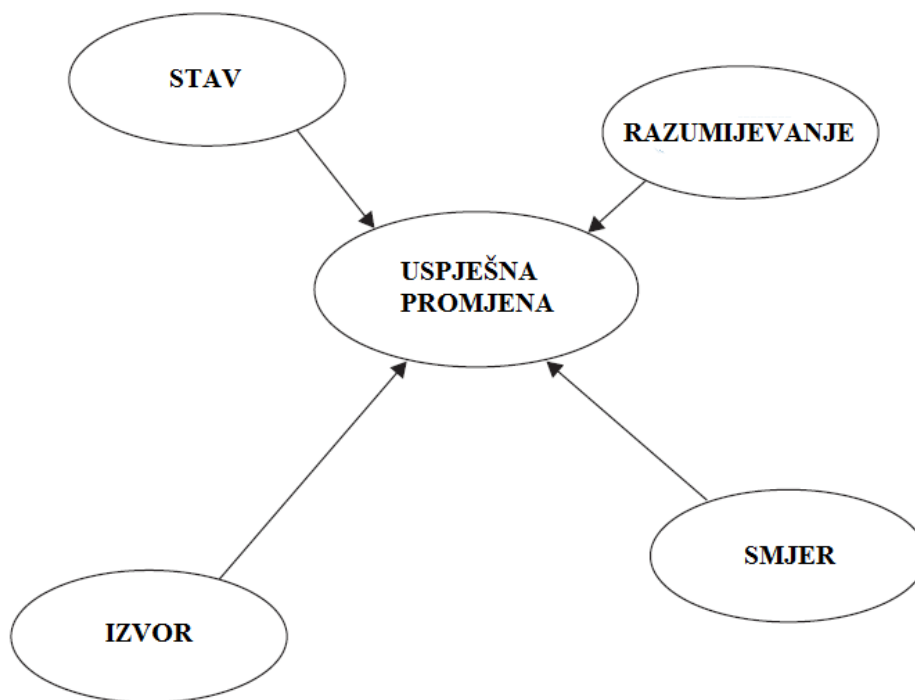 STAV
RAZUMIJEVANJE
USPJEŠNA
PROMJENA
SMJER
IZVOR